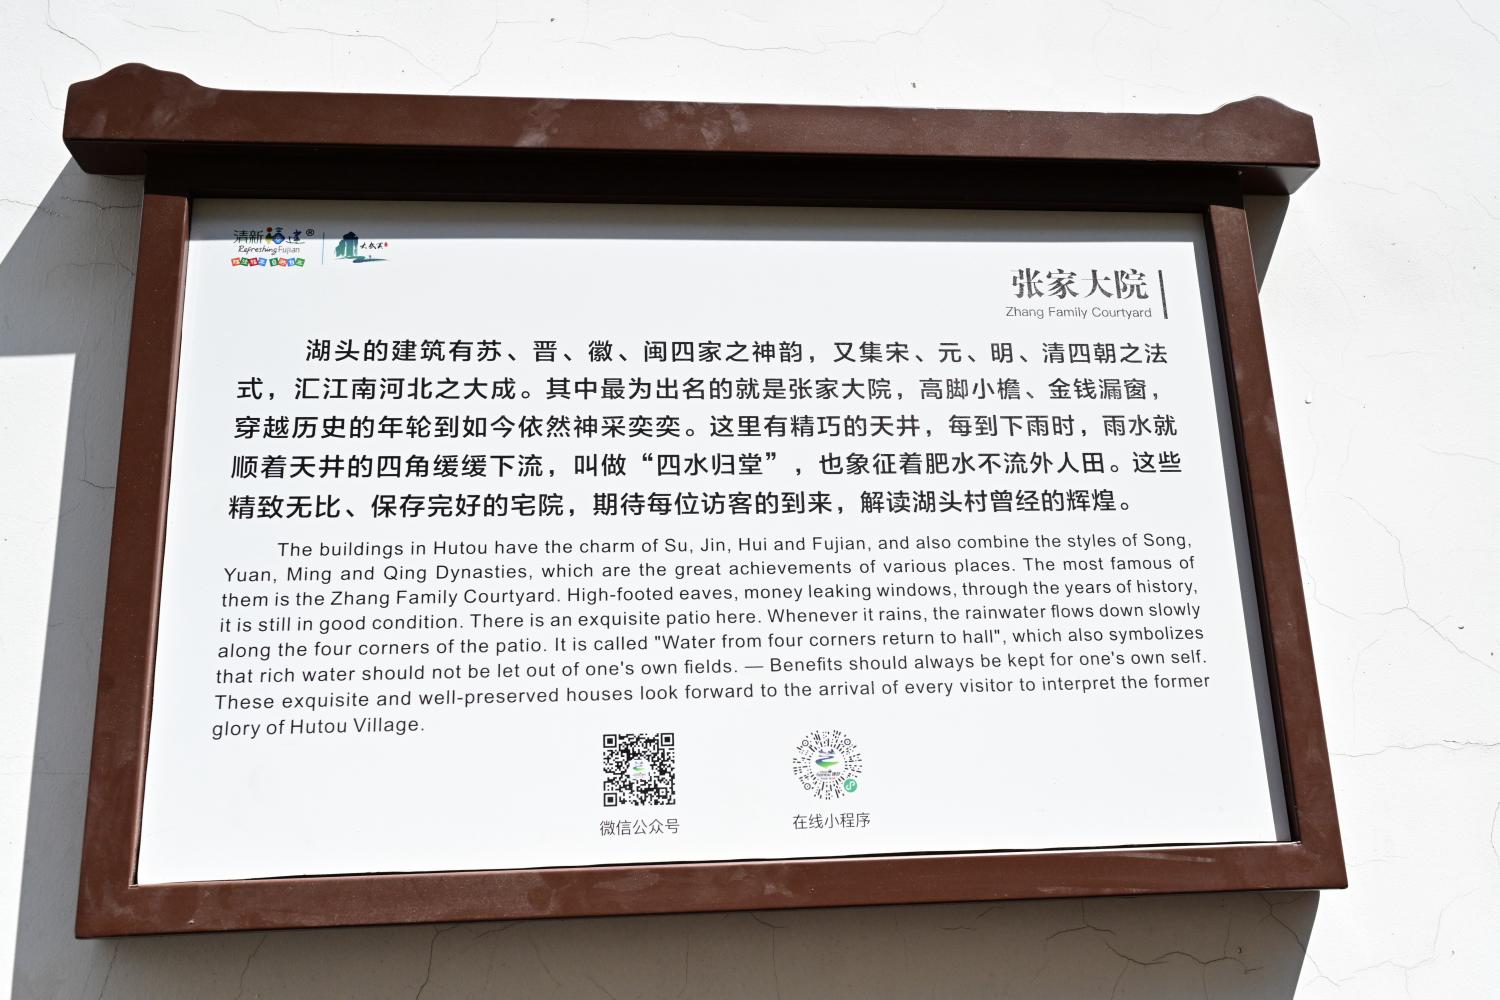 清新福建®
Refreshing Fujian
张家大院
Zhang Family Courtyard
湖头的建筑有苏、晋、徽、闽四家之神韵，又集宋、元、明、清四朝之法
式，汇江南河北之大成。其中最为出名的就是张家大院，高脚小檐、金钱漏窗，
穿越历史的年轮到如今依然神采奕奕。这里有精巧的天井，每到下雨时，雨水就
顺着天井的四角缓缓下流，叫做“四水归堂”，也象征着肥水不流外人田。这些
精致无比、保存完好的宅院，期待每位访客的到来，解读湖头村曾经的辉煌。
The buildings in Hutou have the charm of Su, Jin, Hui and Fujian, and also combine the styles of Song,
Yuan, Ming and Qing Dynasties, which are the great achievements of various places. The most famous of
them is the Zhang Family Courtyard. High-footed eaves, money leaking windows, through the years of history,
it is still in good condition. There is an exquisite patio here. Whenever it rains, the rainwater flows down slowly
along the four corners of the patio. It is called "Water from four corners return to hall", which also symbolizes
that rich water should not be let out of one's own fields. — Benefits should always be kept for one's own self.
These exquisite and well-preserved houses look forward to the arrival of every visitor to interpret the former
glory of Hutou Village.
微信公众号
在线小程序